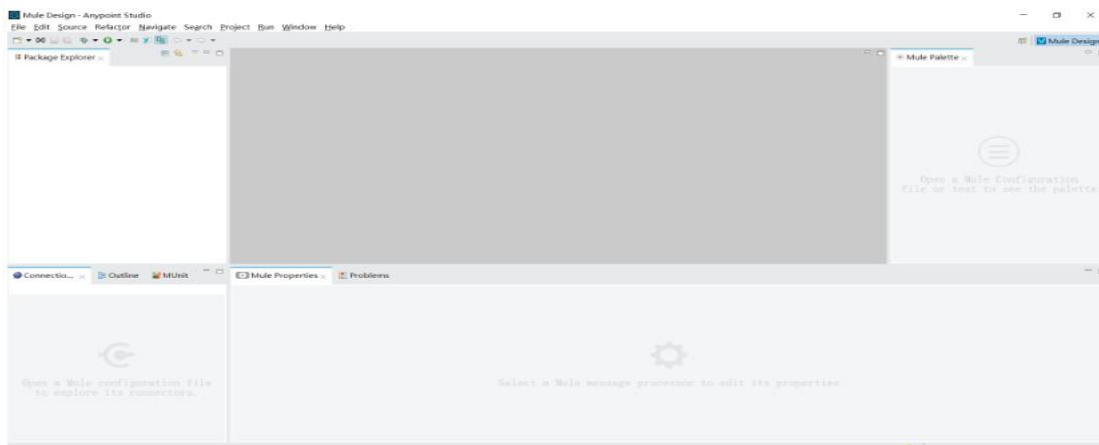 Mule Design - Anypoint Studio
File Edit Source Refactor Navigate Search Project Run Window Help
Mule Design
Package Explorer
Mule Palette
Open a Mule Configuration
file or test to see the palette
Connectio...
Outline
MUnit
Mule Properties
Problems
Open a Mule configuration file
to explore its connectors.
Select a Mule message processor to edit its properties